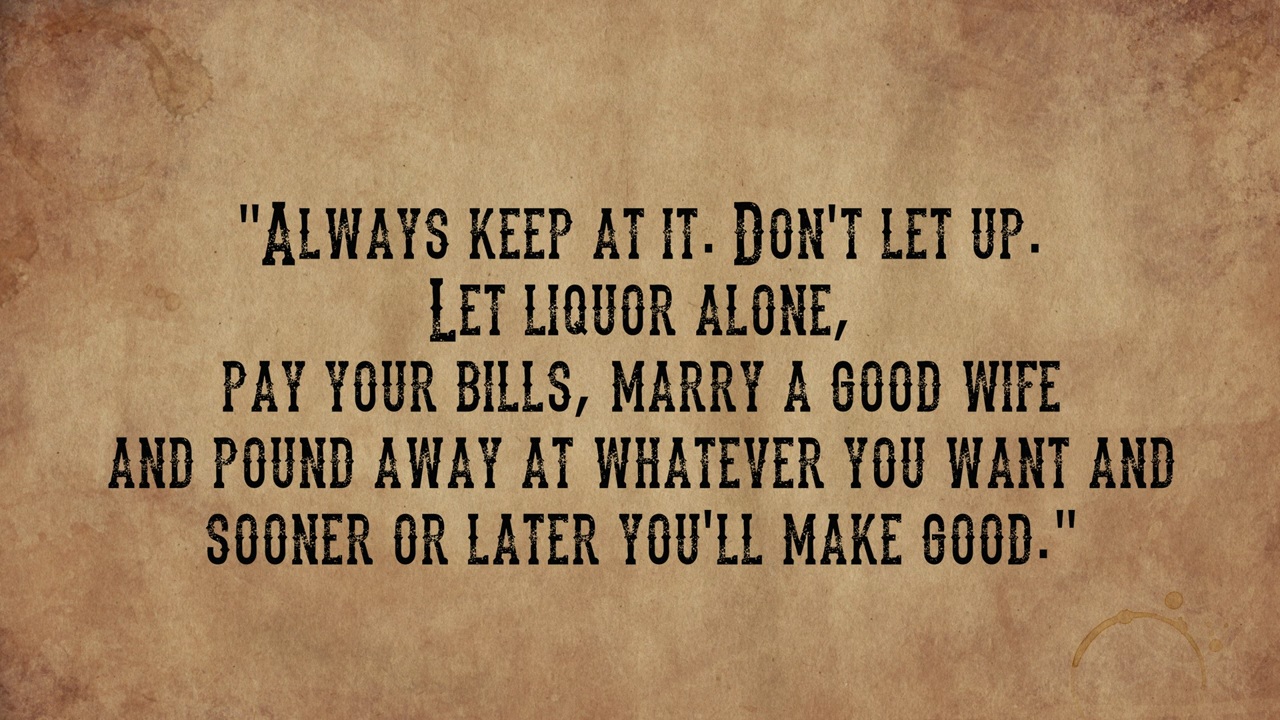 "Always keep at it. Don't let up.
Let liquor alone,
pay your bills, marry a good wife
and pound away at whatever you want and
sooner or later you'll make good."